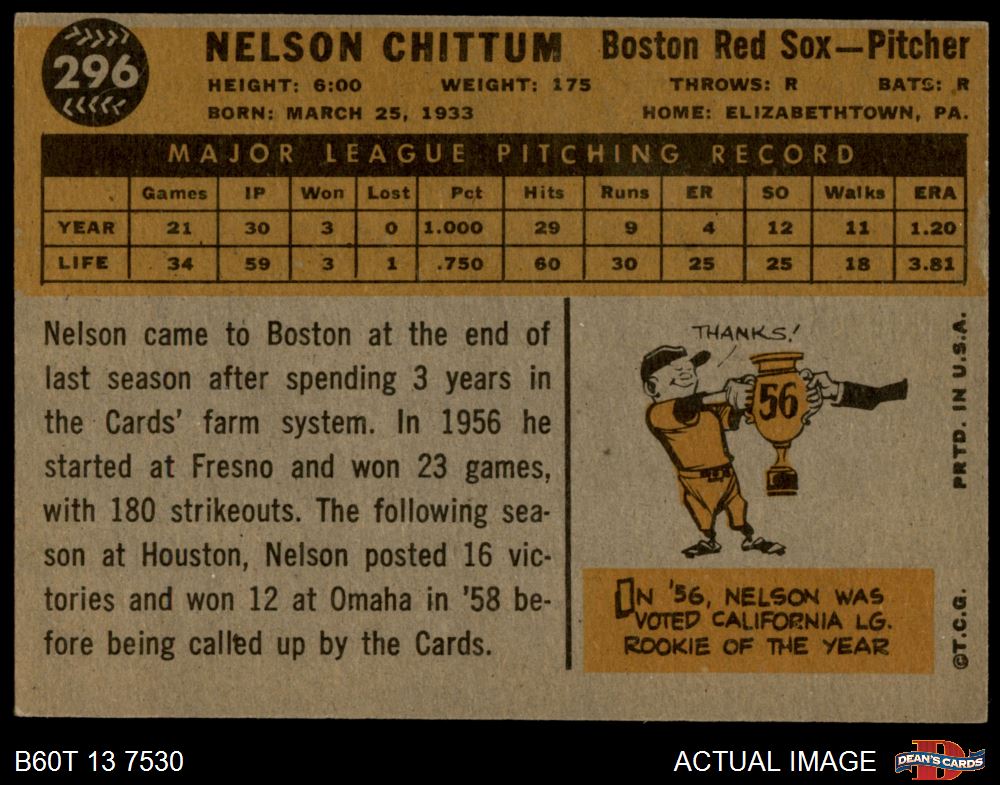 296
NELSON CHITTUM Boston Red Sox—Pitcher
HEIGHT: 6:00 WEIGHT: 175 THROWS: R BATS: R
BORN: MARCH 25, 1933 HOME: ELIZABETHTOWN, PA.
MAJOR LEAGUE PITCHING RECORD
Games IP Won Lost Pct Hits Runs ER SO Walks ERA
YEAR 21 30 3 0 1.000 29 9 4 12 11 1.20
LIFE 34 59 3 1 .750 60 30 25 25 18 3.81
Nelson came to Boston at the end of
last season after spending 3 years in
the Cards' farm system. In 1956 he
started at Fresno and won 23 games,
with 180 strikeouts. The following sea-
son at Houston, Nelson posted 16 vic-
tories and won 12 at Omaha in '58 be-
fore being called up by the Cards.
THANKS!
56
IN '56, NELSON WAS
VOTED CALIFORNIA LG.
ROOKIE OF THE YEAR
©T.C.G. PRTD. IN U.S.A.
B60T 13 7530 ACTUAL IMAGE
DEAN'S CARDS